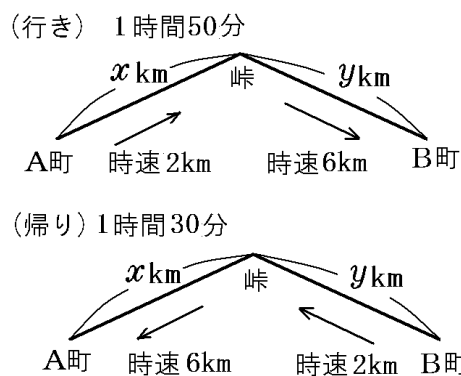 (行き) 1時間50分
xkm ykm
峠
A町 時速2km 時速6km B町
(帰り) 1時間30分
xkm ykm
峠
A町 時速6km 時速2km B町